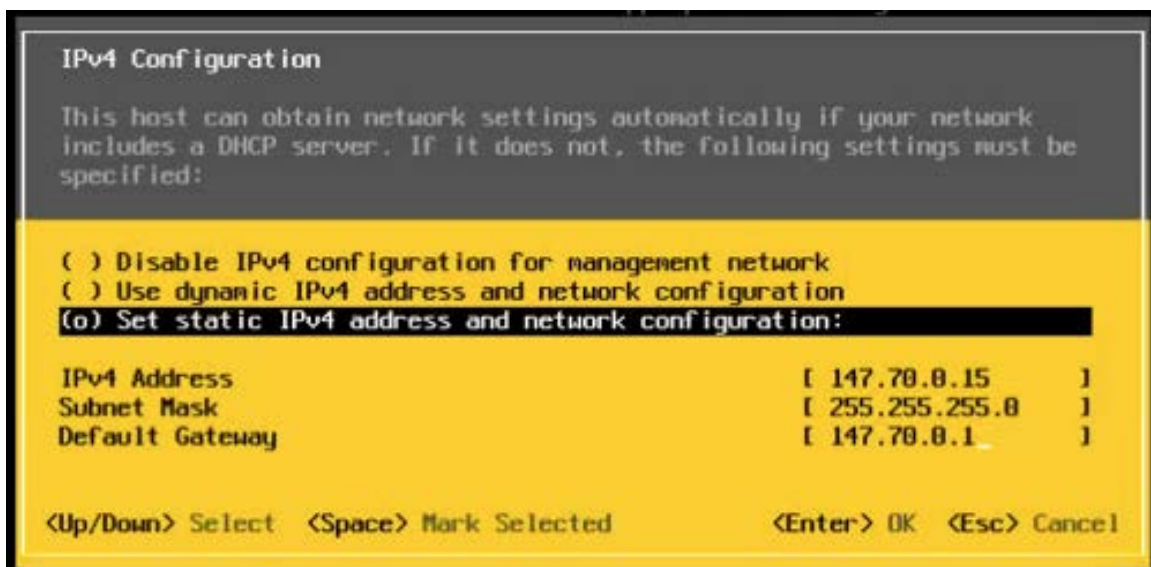 IPv4 Configuration
This host can obtain network settings automatically if your network
includes a DHCP server. If it does not, the following settings must be
specified:
( ) Disable IPv4 configuration for management network
( ) Use dynamic IPv4 address and network configuration
(o) Set static IPv4 address and network configuration:
IPv4 Address [ 147.70.0.15 ]
Subnet Mask [ 255.255.255.0 ]
Default Gateway [ 147.70.0.1_ ]
<Up/Down> Select <Space> Mark Selected <Enter> OK <Esc> Cancel